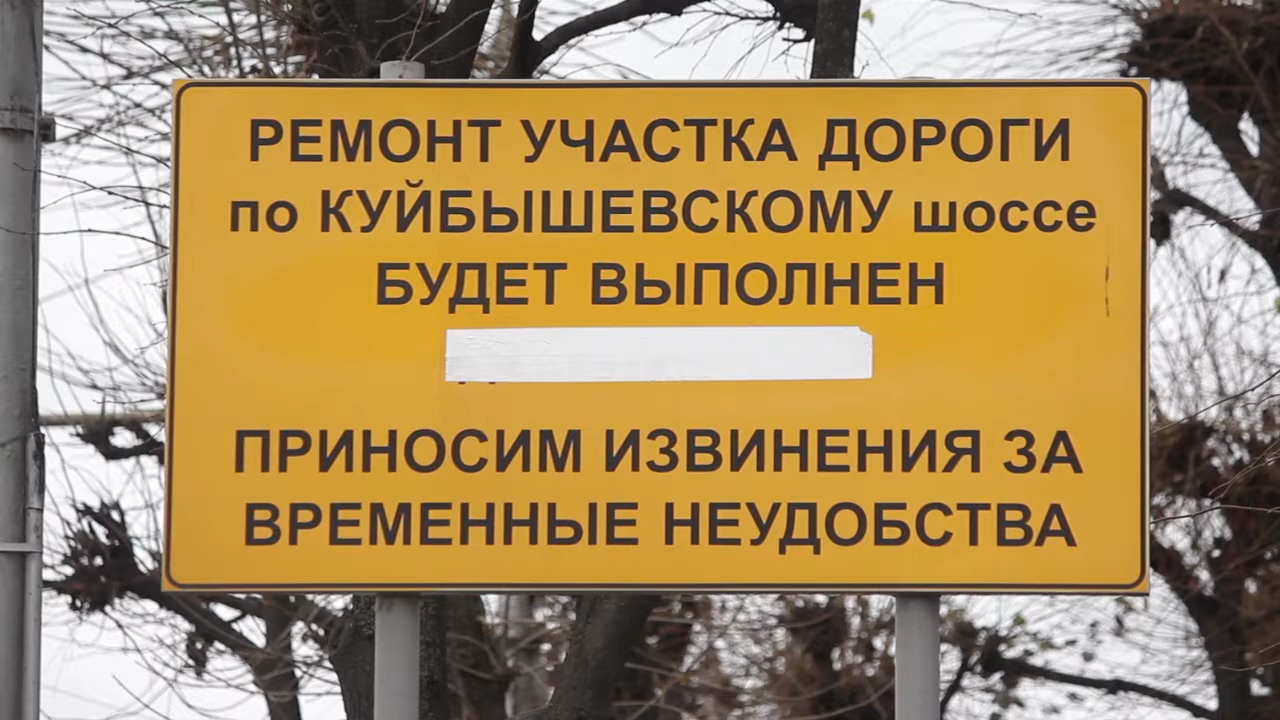 РЕМОНТ УЧАСТКА ДОРОГИ
по КУЙБЫШЕВСКОМУ шоссе
БУДЕТ ВЫПОЛНЕН
ПРИНОСИМ ИЗВИНЕНИЯ ЗА
ВРЕМЕННЫЕ НЕУДОБСТВА